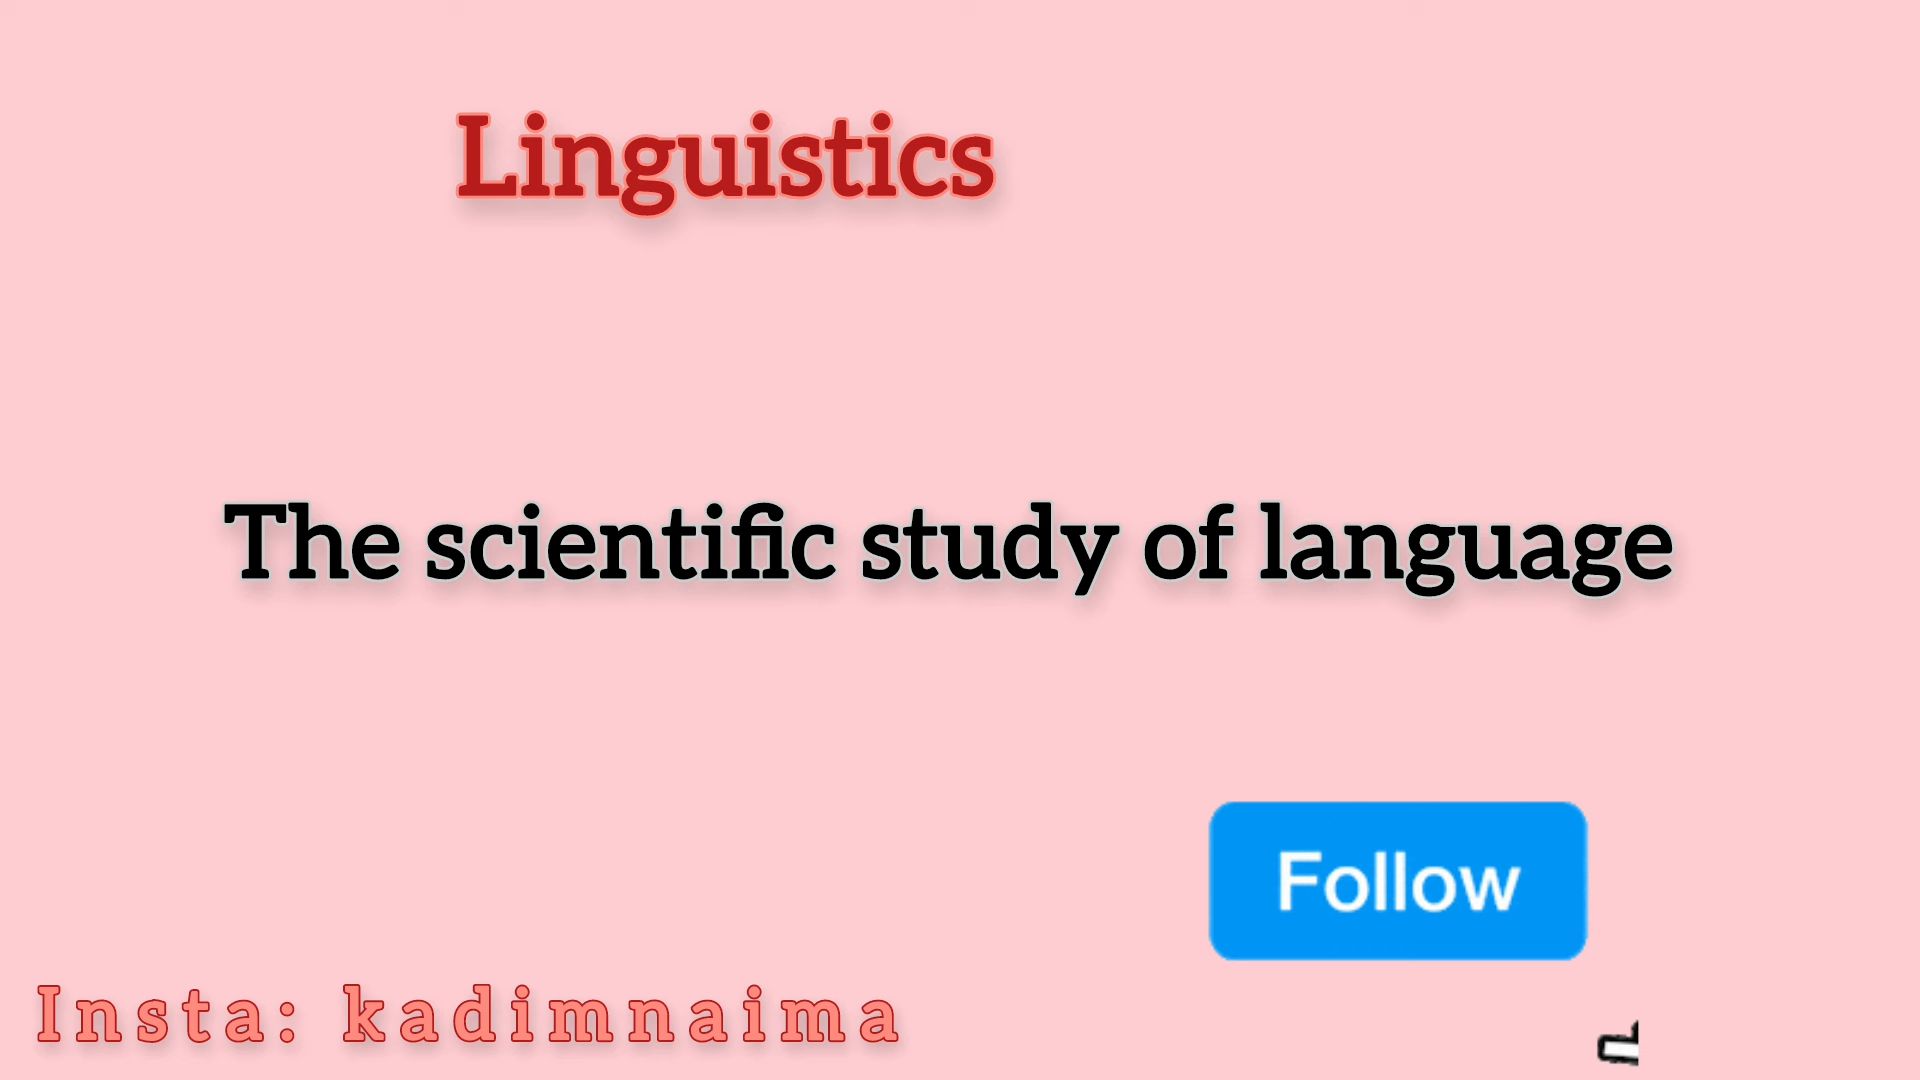 Linguistics
The scientific study of language
Follow
Insta: kadimnaima